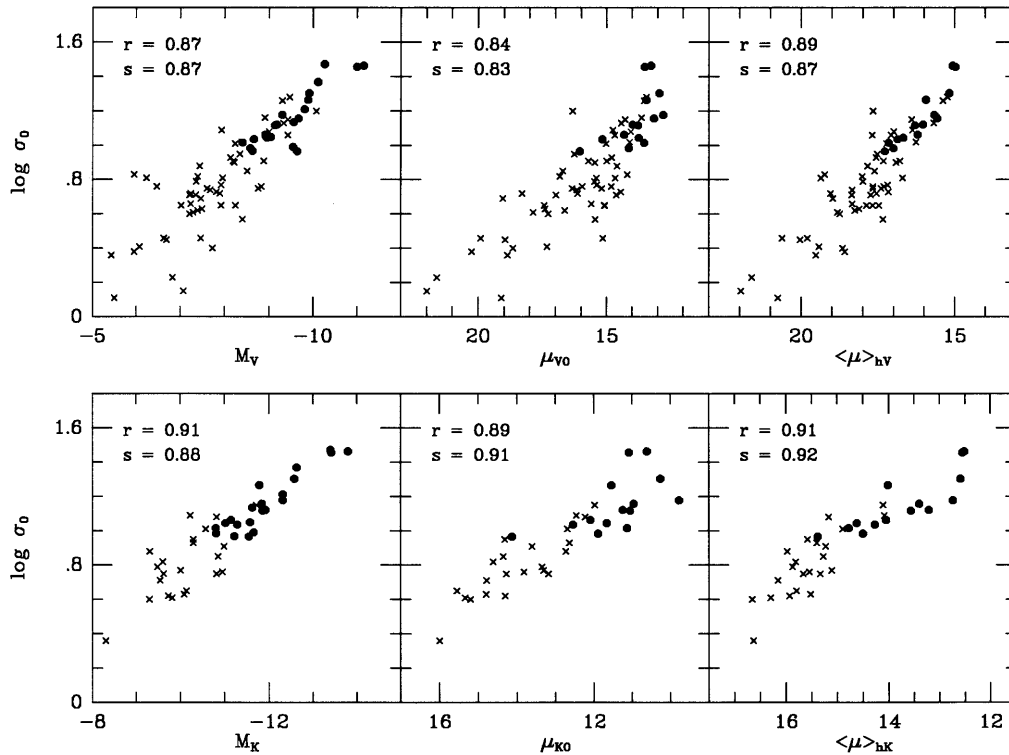 1.6
r = 0.87
s = 0.87
r = 0.84
s = 0.83
r = 0.89
s = 0.87
log σ0
.8
.4
0
-5
-10
20
15
20
15
MV
μV0
<μ>hV
1.6
r = 0.91
s = 0.88
r = 0.89
s = 0.91
r = 0.91
s = 0.92
log σ0
.8
0
-8
-12
16
12
16
14
12
MK
μK0
<μ>hK